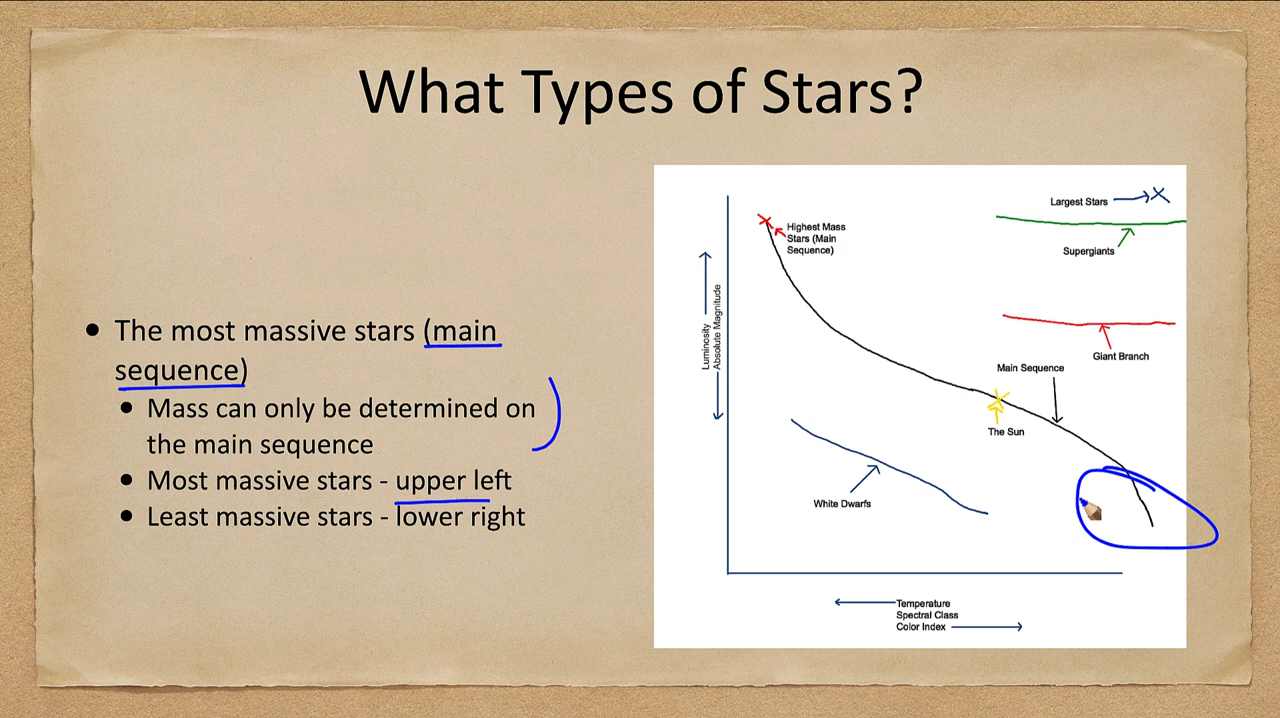 What Types of Stars?
• The most massive stars (main
sequence)
• Mass can only be determined on
the main sequence
• Most massive stars - upper left
• Least massive stars - lower right
Largest Stars
Highest Mass
Stars (Main
Sequence)
Supergiants
Luminosity
Absolute Magnitude
Giant Branch
Main Sequence
The Sun
White Dwarfs
Temperature
Spectral Class
Color Index